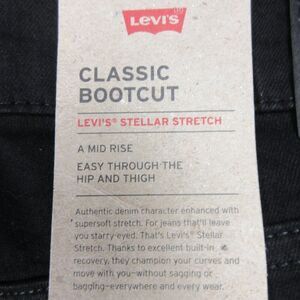 Levi's
CLASSIC
BOOTCUT
LEVI'S® STELLAR STRETCH
A MID RISE
EASY THROUGH THE
HIP AND THIGH
Authentic denim character enhanced with
supersoft stretch. For jeans that'll leave
you starry-eyed. That's Levi's® Stellar
Stretch. Thanks to excellent built-in
recovery, they champion your curves and
move with you–without sagging or
bagging–everywhere and every wear.